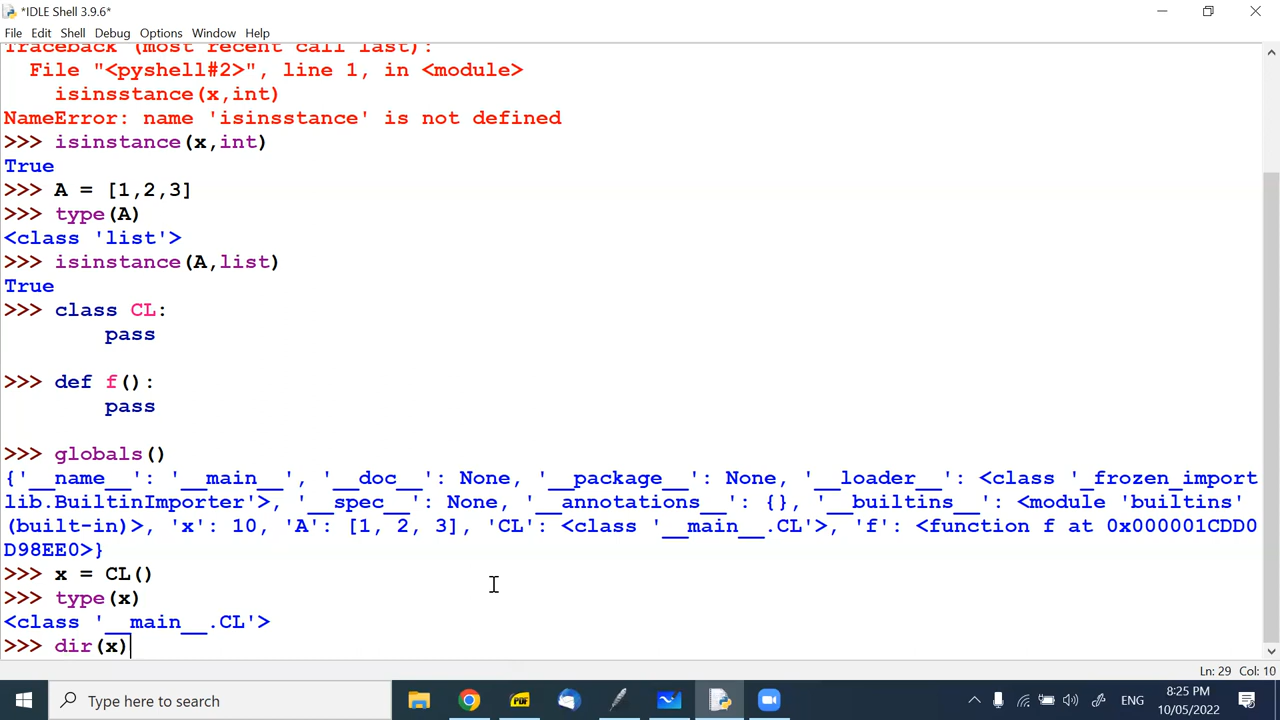 *IDLE Shell 3.9.6*
File Edit Shell Debug Options Window Help
Traceback (most recent call last):
  File "<pyshell#2>", line 1, in <module>
    isinsstance(x,int)
NameError: name 'isinsstance' is not defined
>>> isinstance(x,int)
True
>>> A = [1,2,3]
>>> type(A)
<class 'list'>
>>> isinstance(A,list)
True
>>> class CL:
        pass
>>> def f():
        pass
>>> globals()
{'__name__': '__main__', '__doc__': None, '__package__': None, '__loader__': <class '_frozen_import
lib.BuiltinImporter'>, '__spec__': None, '__annotations__': {}, '__builtins__': <module 'builtins'
(built-in)>, 'x': 10, 'A': [1, 2, 3], 'CL': <class '__main__.CL'>, 'f': <function f at 0x000001CDD0
D98EE0>}
>>> x = CL()
>>> type(x)
<class '__main__.CL'>
>>> dir(x)
Ln: 29 Col: 10
Type here to search
PDF
ENG
8:25 PM
10/05/2022